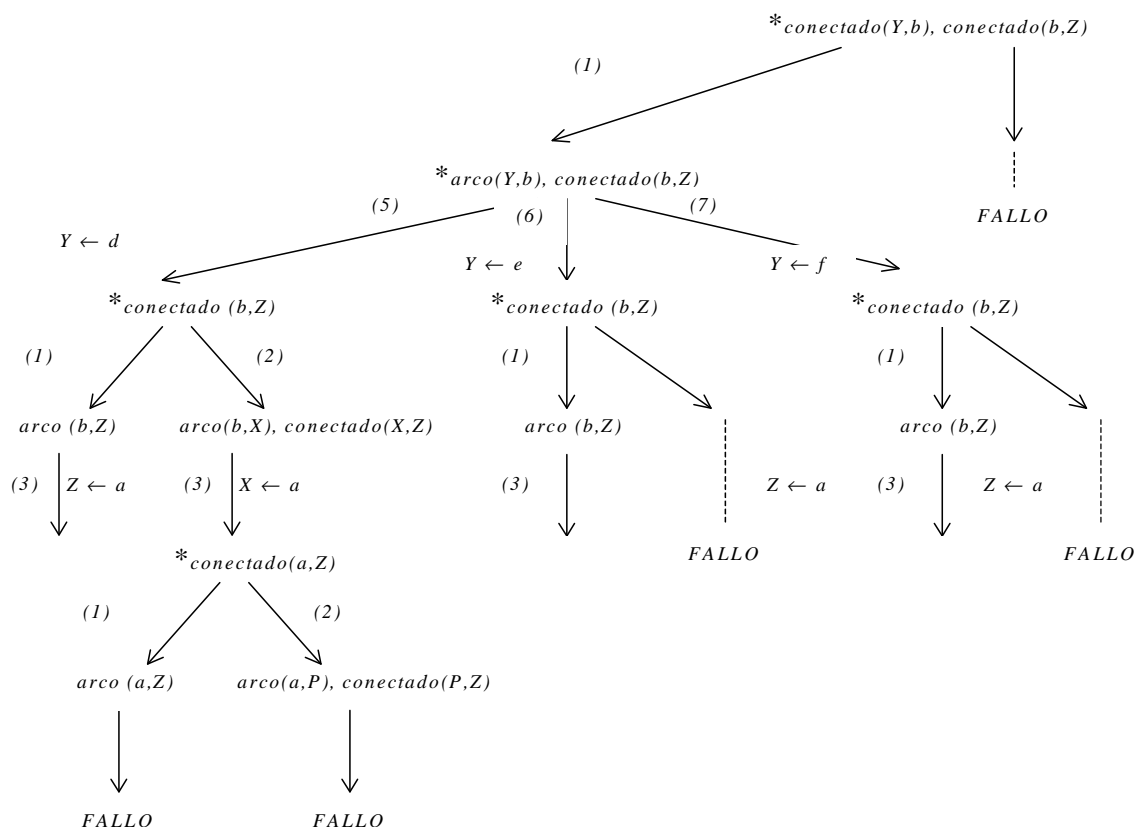 *conectado(Y,b), conectado(b,Z)
(1)
*arco(Y,b), conectado(b,Z)
(5) (6) (7) FALLO
Y ← d Y ← e Y ← f
*conectado (b,Z) *conectado (b,Z) *conectado (b,Z)
(1) (2) (1) (1)
arco (b,Z) arco(b,X), conectado(X,Z) arco (b,Z) arco (b,Z)
(3) Z ← a (3) X ← a (3) Z ← a (3) Z ← a
*conectado(a,Z) FALLO FALLO
(1) (2)
arco (a,Z) arco(a,P), conectado(P,Z)
FALLO FALLO